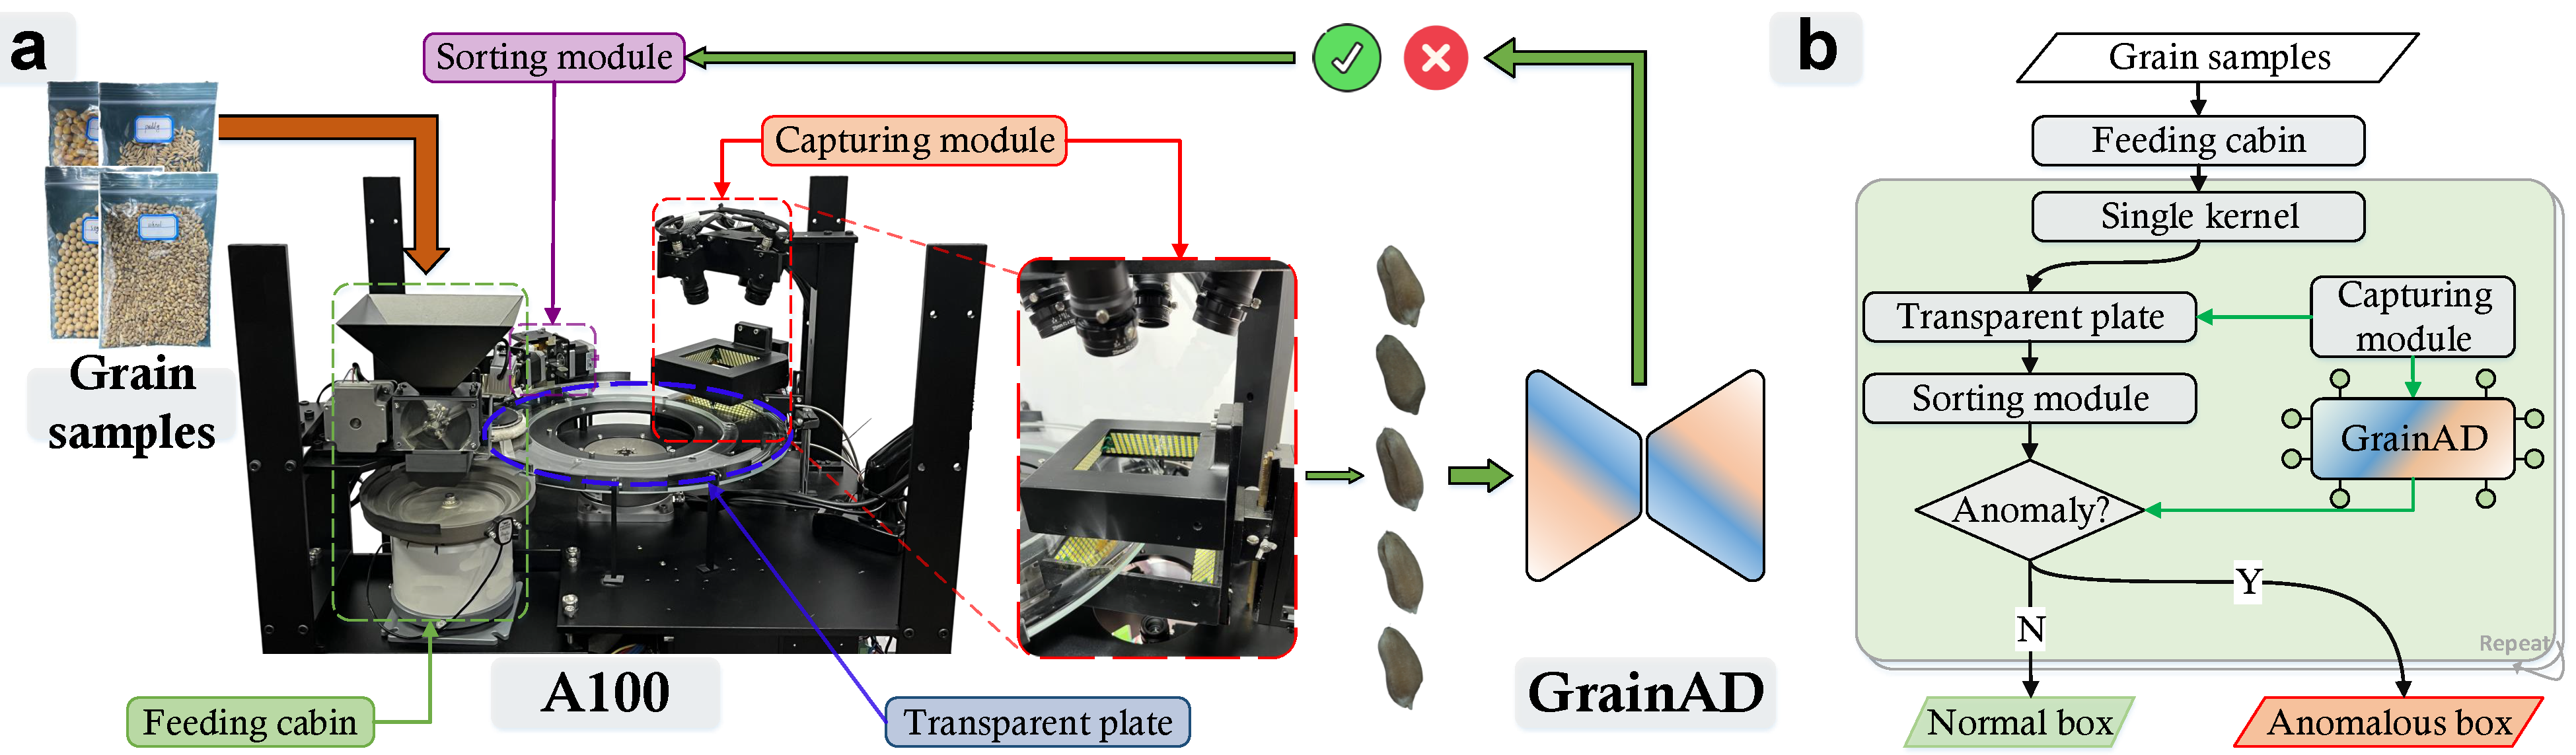 a
Sorting module
Capturing module
Grain
samples
A100
Feeding cabin
Transparent plate
GrainAD
b
Grain samples
Feeding cabin
Single kernel
Transparent plate
Capturing
module
Sorting module
GrainAD
Anomaly?
Y
N
Repeat
Normal box
Anomalous box